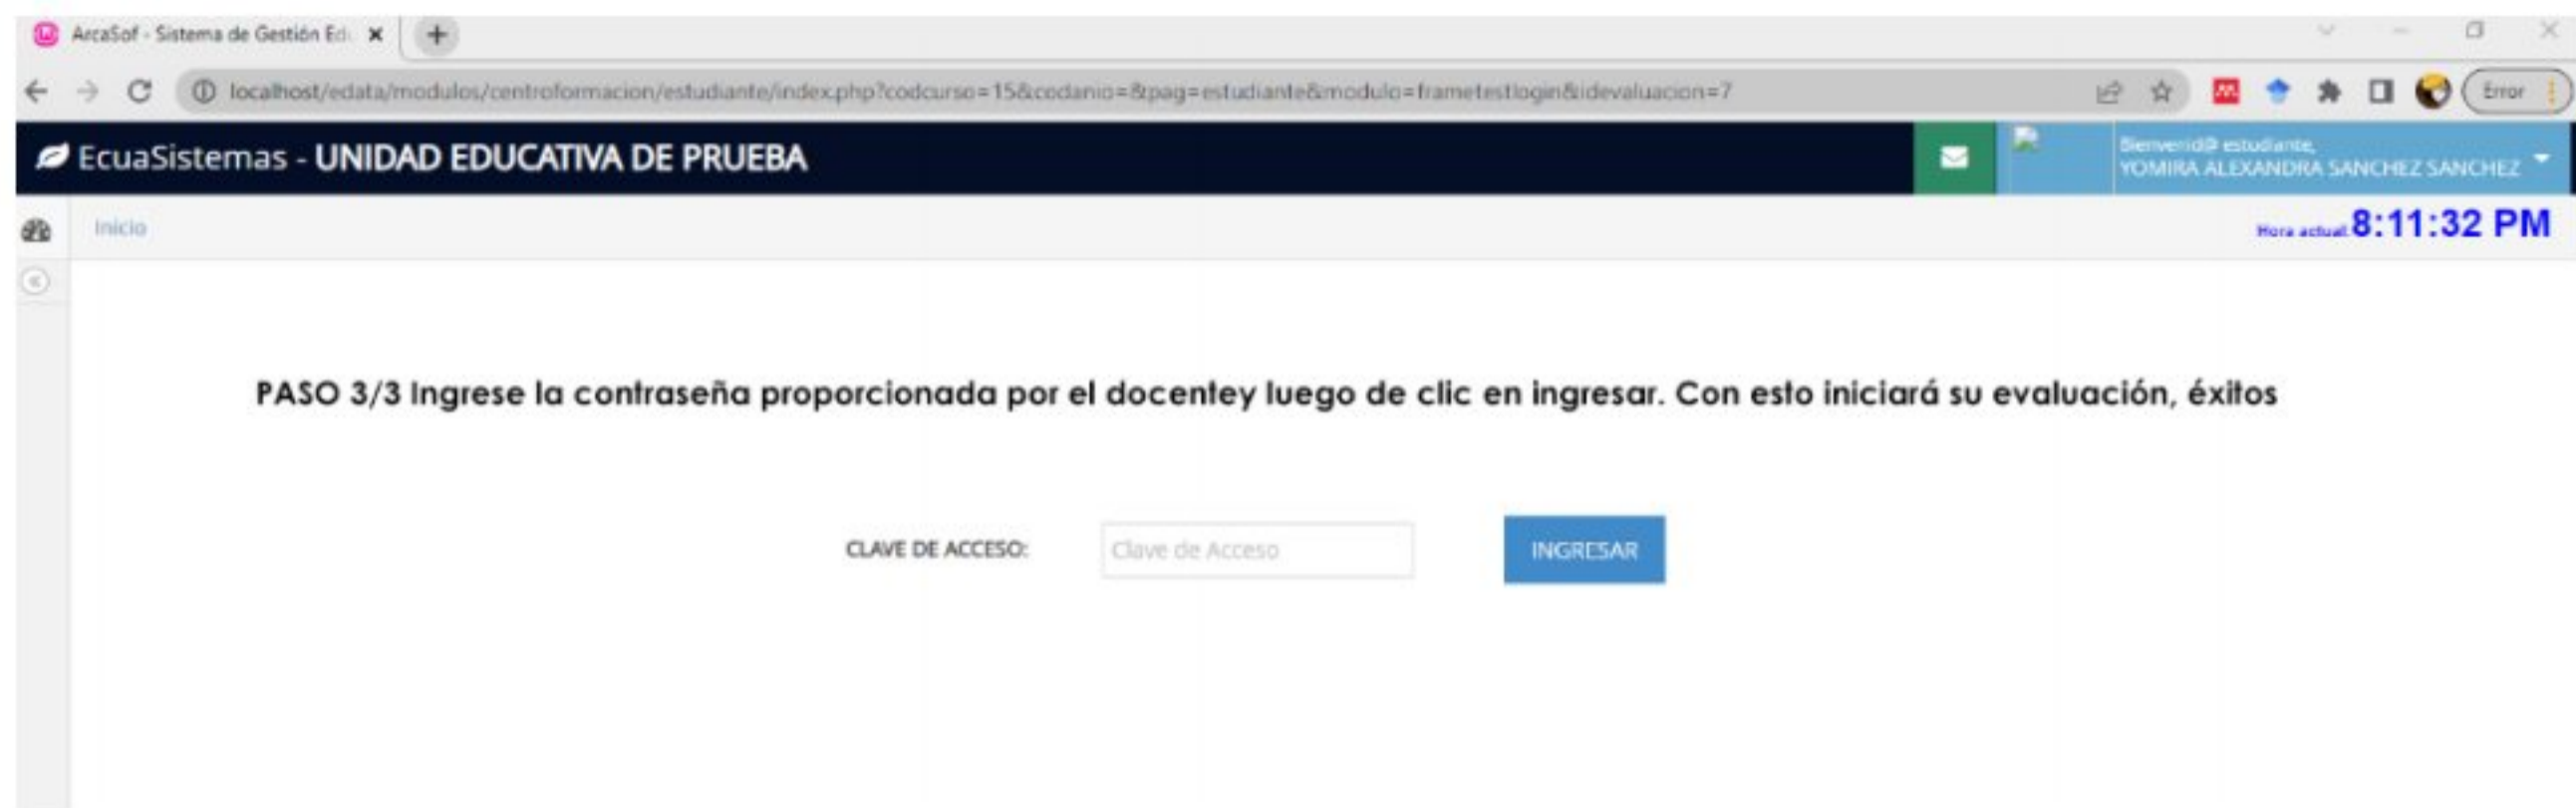 ArcaSof - Sistema de Gestión Edu
localhost/edata/modulos/centroformacion/estudiante/index.php?codcurso=15&codanio=&pag=estudiante&modulo=frametestlogin&idevaluacion=7
Error
EcuaSistemas - UNIDAD EDUCATIVA DE PRUEBA
Bienvenid@ estudiante,
YOMIRA ALEXANDRA SANCHEZ SANCHEZ
Inicio
Hora actual: 8:11:32 PM
PASO 3/3 Ingrese la contraseña proporcionada por el docentey luego de clic en ingresar. Con esto iniciará su evaluación, éxitos
CLAVE DE ACCESO:
Clave de Acceso
INGRESAR